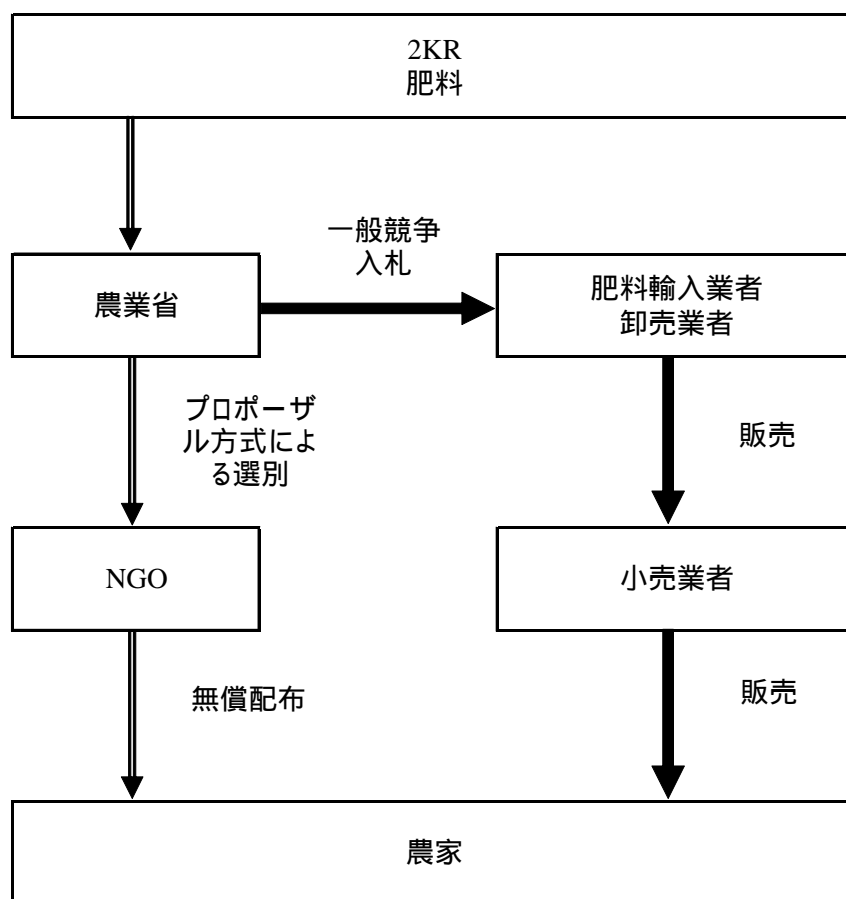 2KR
肥料
一般競争
入札
農業省
肥料輸入業者
卸売業者
プロポーザ
ル方式によ
る選別
販売
NGO
小売業者
無償配布
販売
農家